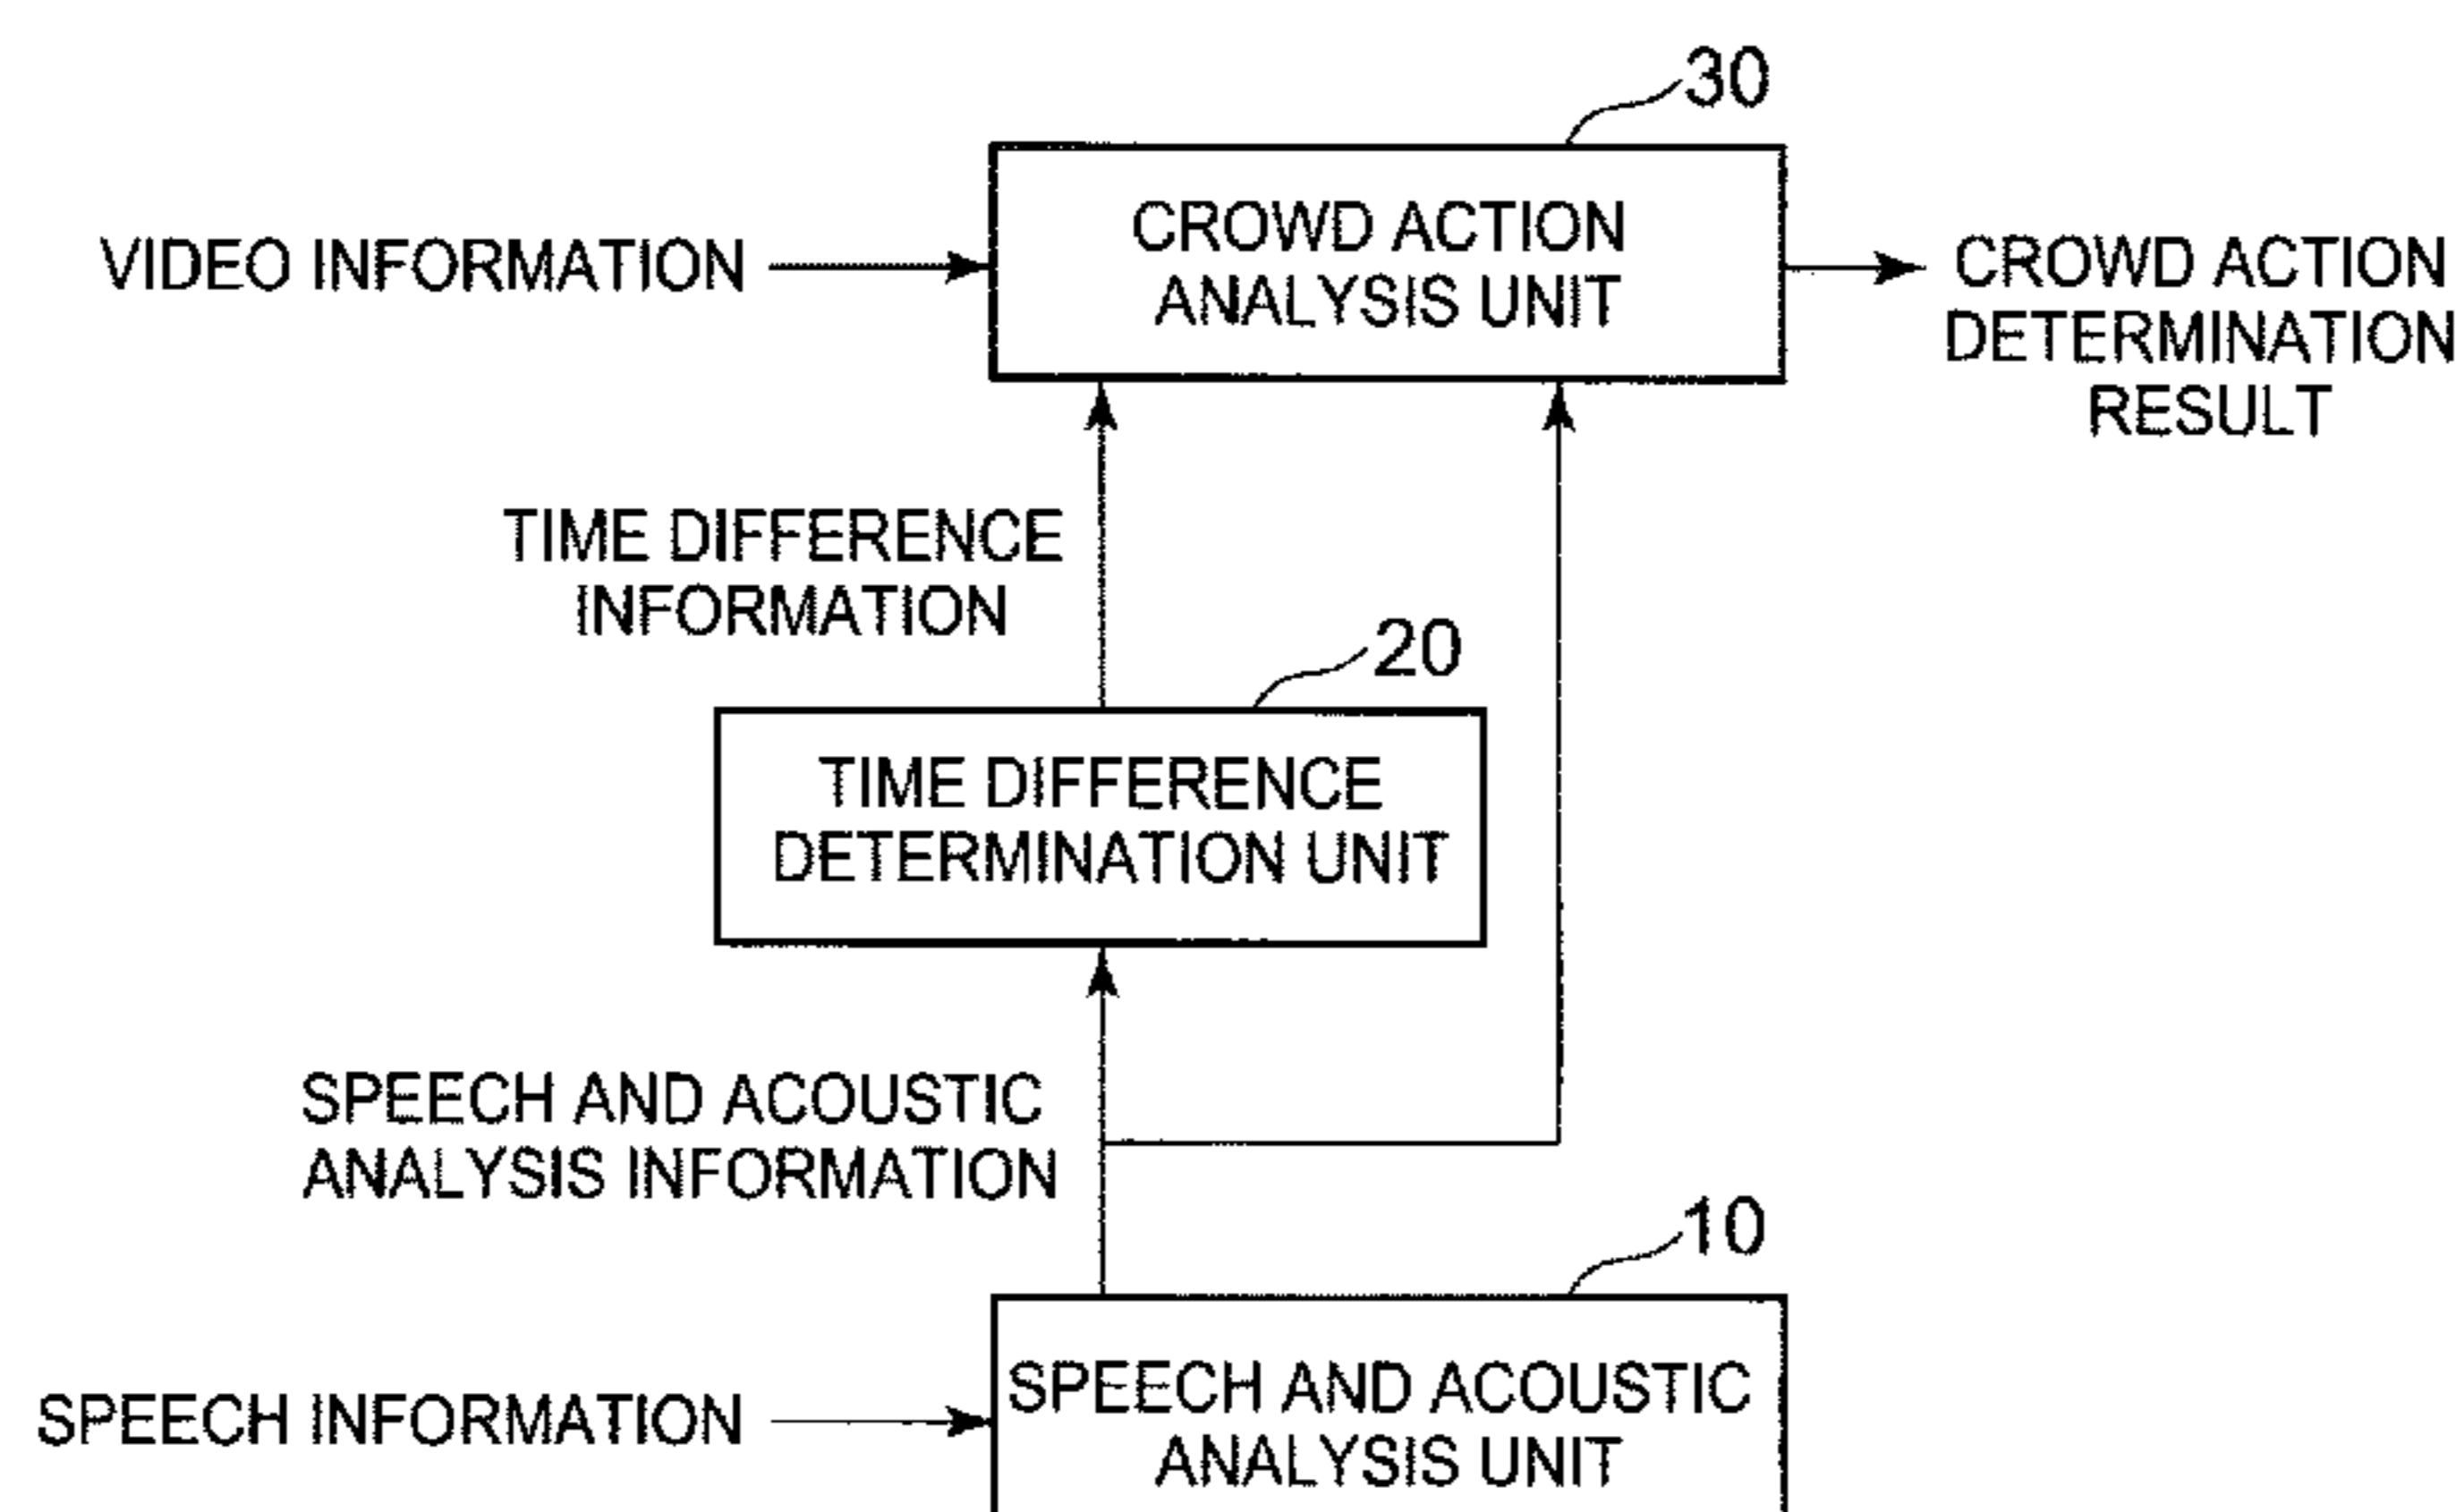 30
VIDEO INFORMATION
CROWD ACTION
ANALYSIS UNIT
CROWD ACTION
DETERMINATION
RESULT
TIME DIFFERENCE
INFORMATION
20
TIME DIFFERENCE
DETERMINATION UNIT
SPEECH AND ACOUSTIC
ANALYSIS INFORMATION
10
SPEECH INFORMATION
SPEECH AND ACOUSTIC
ANALYSIS UNIT